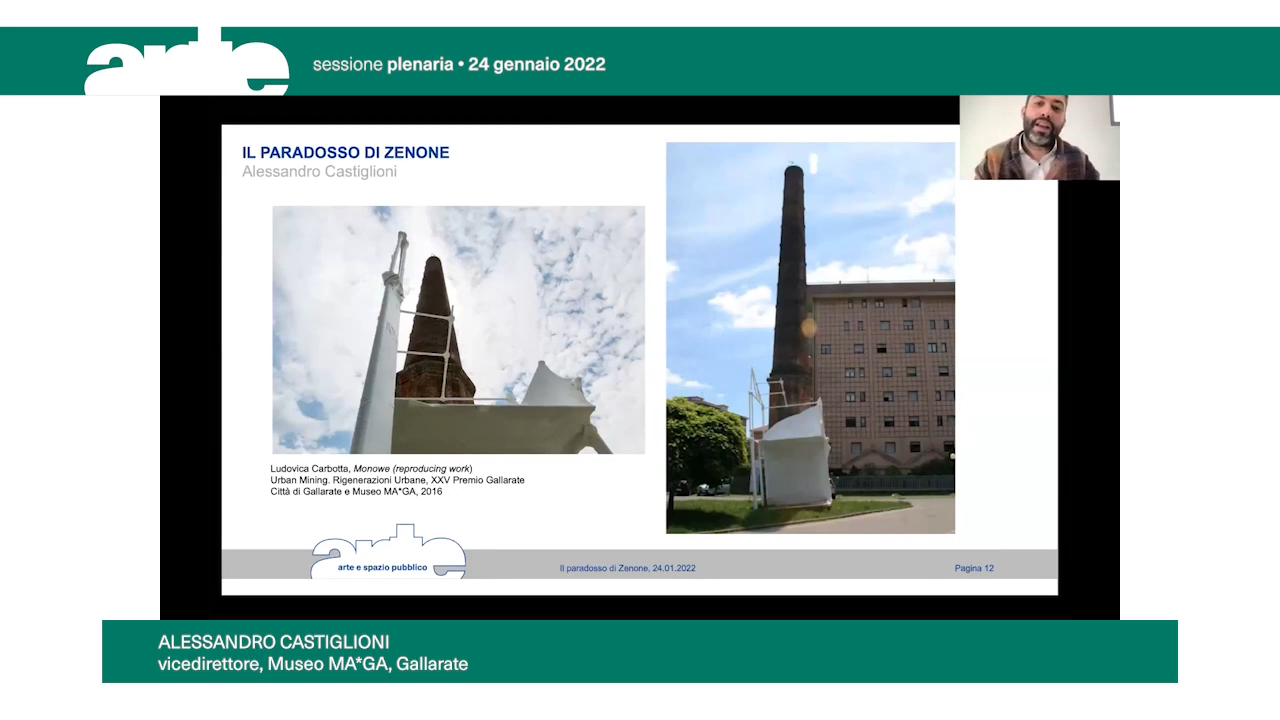 arte
sessione plenaria • 24 gennaio 2022
IL PARADOSSO DI ZENONE
Alessandro Castiglioni
Ludovica Carbotta, Monowe (reproducing work)
Urban Mining. Rigenerazioni Urbane, XXV Premio Gallarate
Città di Gallarate e Museo MA*GA, 2016
arte
arte e spazio pubblico
Il paradosso di Zenone, 24.01.2022
Pagina 12
ALESSANDRO CASTIGLIONI
vicedirettore, Museo MA*GA, Gallarate